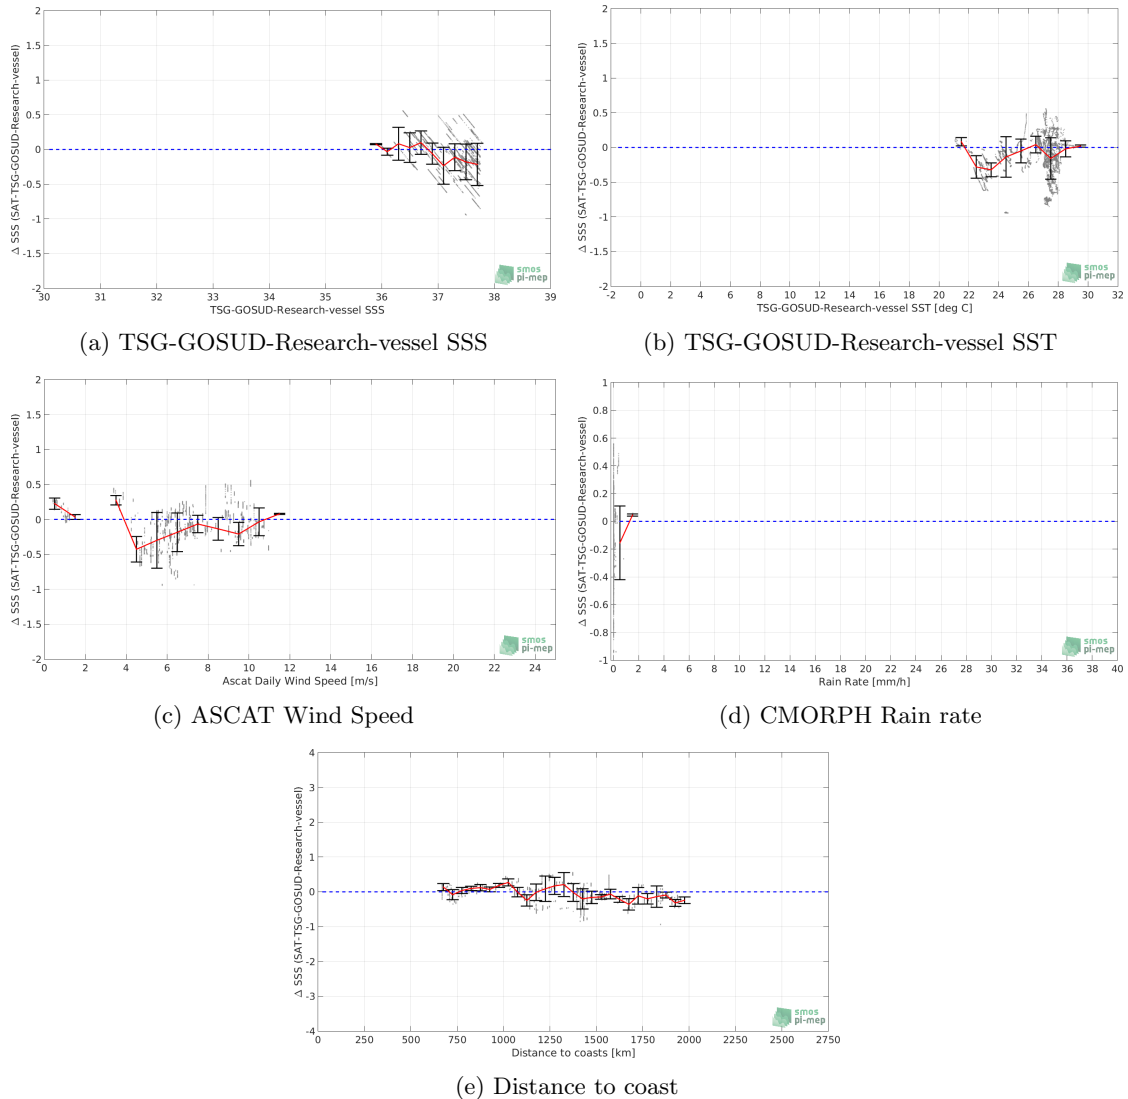 2
1.5
1
0.5
0
-0.5
-1
-1.5
-2
Δ SSS (SAT-TSG-GOSUD-Research-vessel)
30 31 32 33 34 35 36 37 38 39
TSG-GOSUD-Research-vessel SSS
smos
pi-mep
(a) TSG-GOSUD-Research-vessel SSS
2
1.5
1
0.5
0
-0.5
-1
-1.5
-2
Δ SSS (SAT-TSG-GOSUD-Research-vessel)
-2 0 2 4 6 8 10 12 14 16 18 20 22 24 26 28 30 32
TSG-GOSUD-Research-vessel SST [deg C]
smos
pi-mep
(b) TSG-GOSUD-Research-vessel SST
2
1.5
1
0.5
0
-0.5
-1
-1.5
-2
Δ SSS (SAT-TSG-GOSUD-Research-vessel)
0 2 4 6 8 10 12 14 16 18 20 22 24
Ascat Daily Wind Speed [m/s]
smos
pi-mep
(c) ASCAT Wind Speed
1
0.8
0.6
0.4
0.2
0
-0.2
-0.4
-0.6
-0.8
-1
Δ SSS (SAT-TSG-GOSUD-Research-vessel)
0 2 4 6 8 10 12 14 16 18 20 22 24 26 28 30 32 34 36 38 40
Rain Rate [mm/h]
smos
pi-mep
(d) CMORPH Rain rate
4
3
2
1
0
-1
-2
-3
-4
Δ SSS (SAT-TSG-GOSUD-Research-vessel)
0 250 500 750 1000 1250 1500 1750 2000 2250 2500 2750
Distance to coasts [km]
smos
pi-mep
(e) Distance to coast